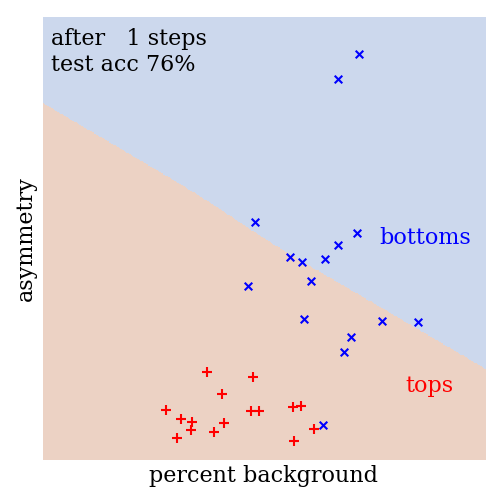 after 1 steps
test acc 76%
asymmetry
bottoms
tops
percent background